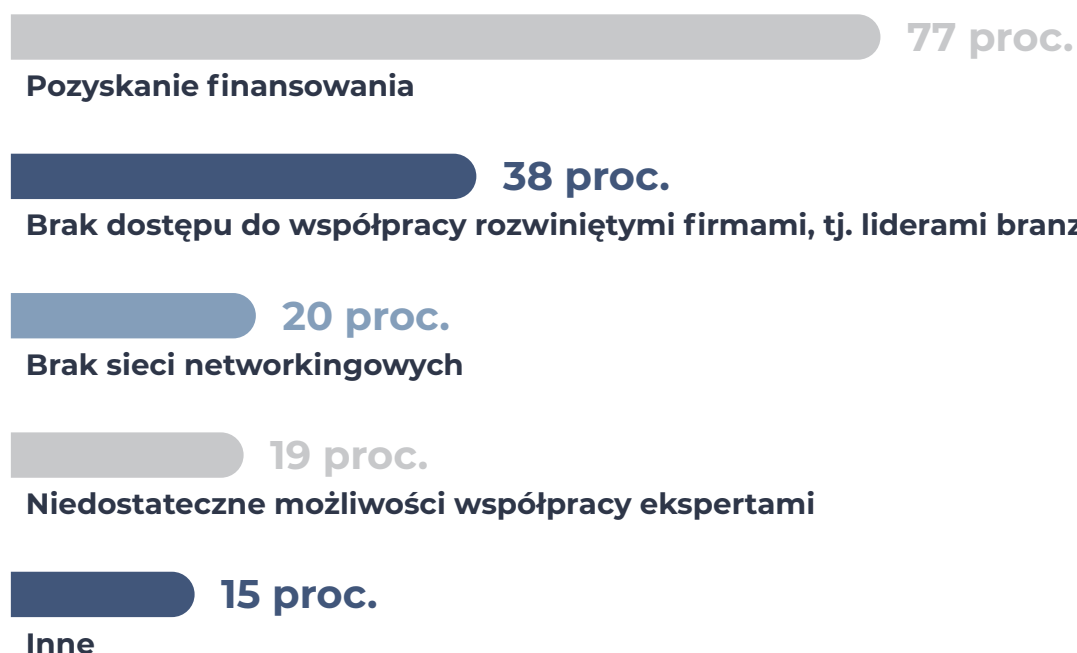 77 proc.
Pozyskanie finansowania
38 proc.
Brak dostępu do współpracy rozwiniętymi firmami, tj. liderami
20 proc.
Brak sieci networkingowych
19 proc.
Niedostateczne możliwości współpracy ekspertami
15 proc.
Inne